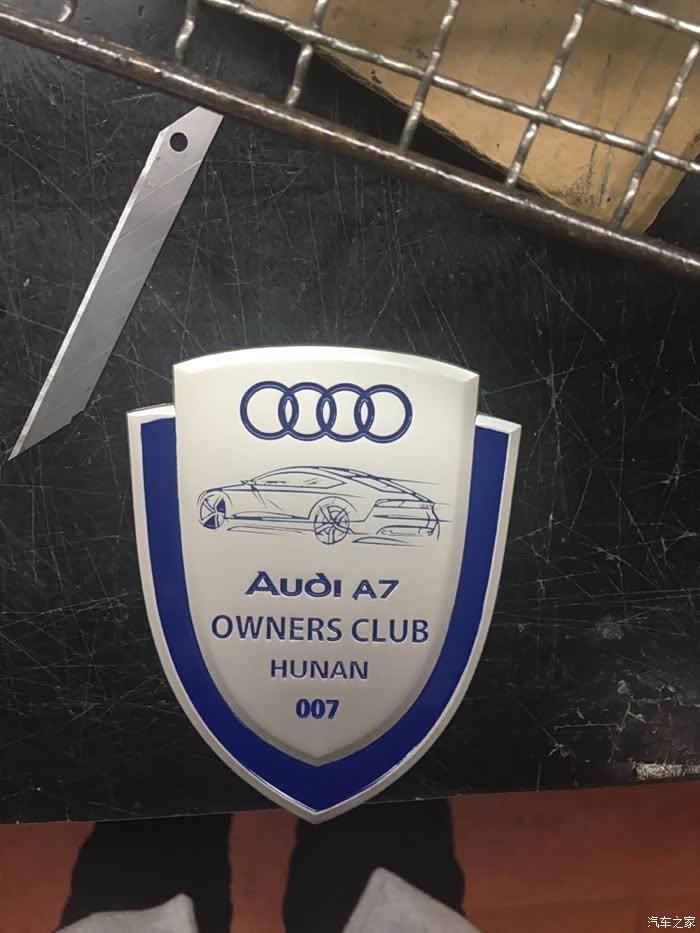 Audi A7
OWNERS CLUB
HUNAN
007
汽车之家